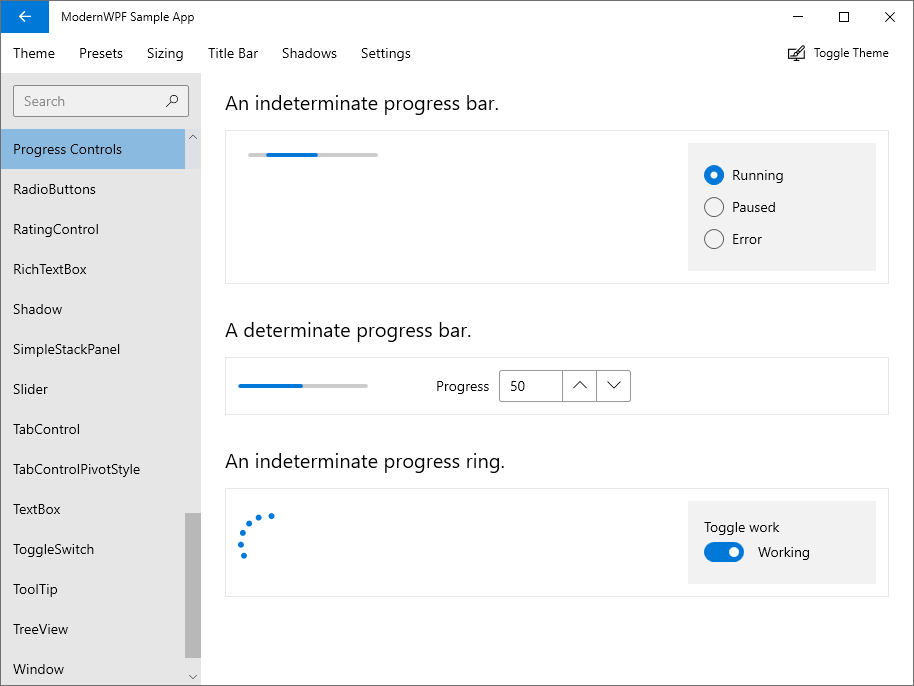 ModernWPF Sample App
Theme Presets Sizing Title Bar Shadows Settings Toggle Theme
Search
Progress Controls
RadioButtons
RatingControl
RichTextBox
Shadow
SimpleStackPanel
Slider
TabControl
TabControlPivotStyle
TextBox
ToggleSwitch
ToolTip
TreeView
Window
An indeterminate progress bar.
Running
Paused
Error
A determinate progress bar.
Progress 50
An indeterminate progress ring.
Toggle work
Working